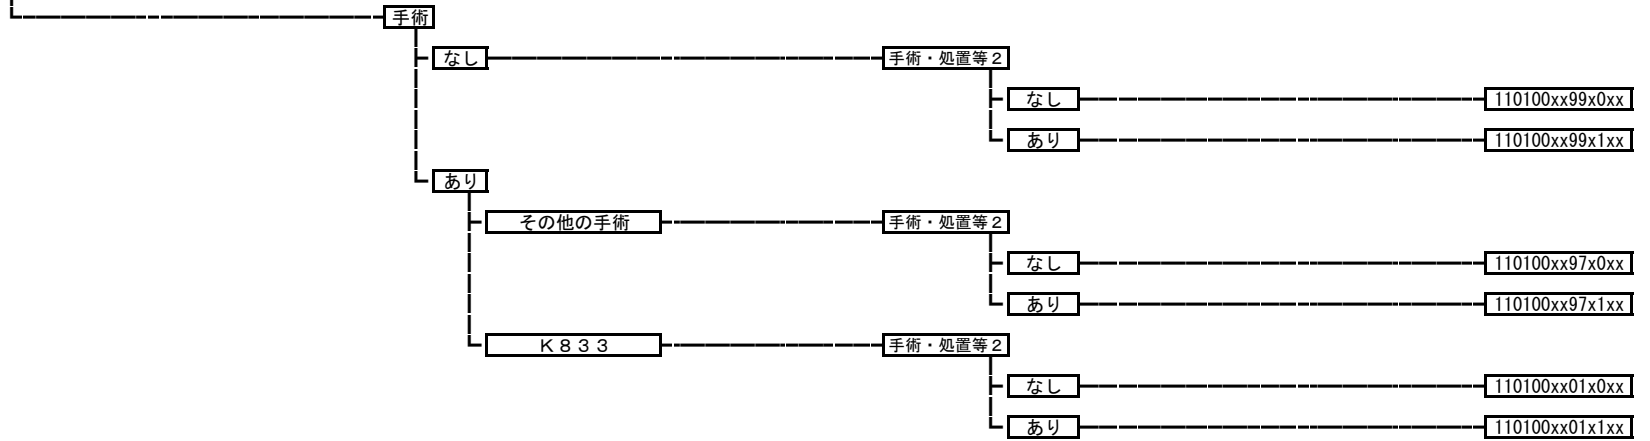 手術
なし 手術・処置等２
なし 110100xx99x0xx
あり 110100xx99x1xx
あり
その他の手術 手術・処置等２
なし 110100xx97x0xx
あり 110100xx97x1xx
Ｋ８３３ 手術・処置等２
なし 110100xx01x0xx
あり 110100xx01x1xx